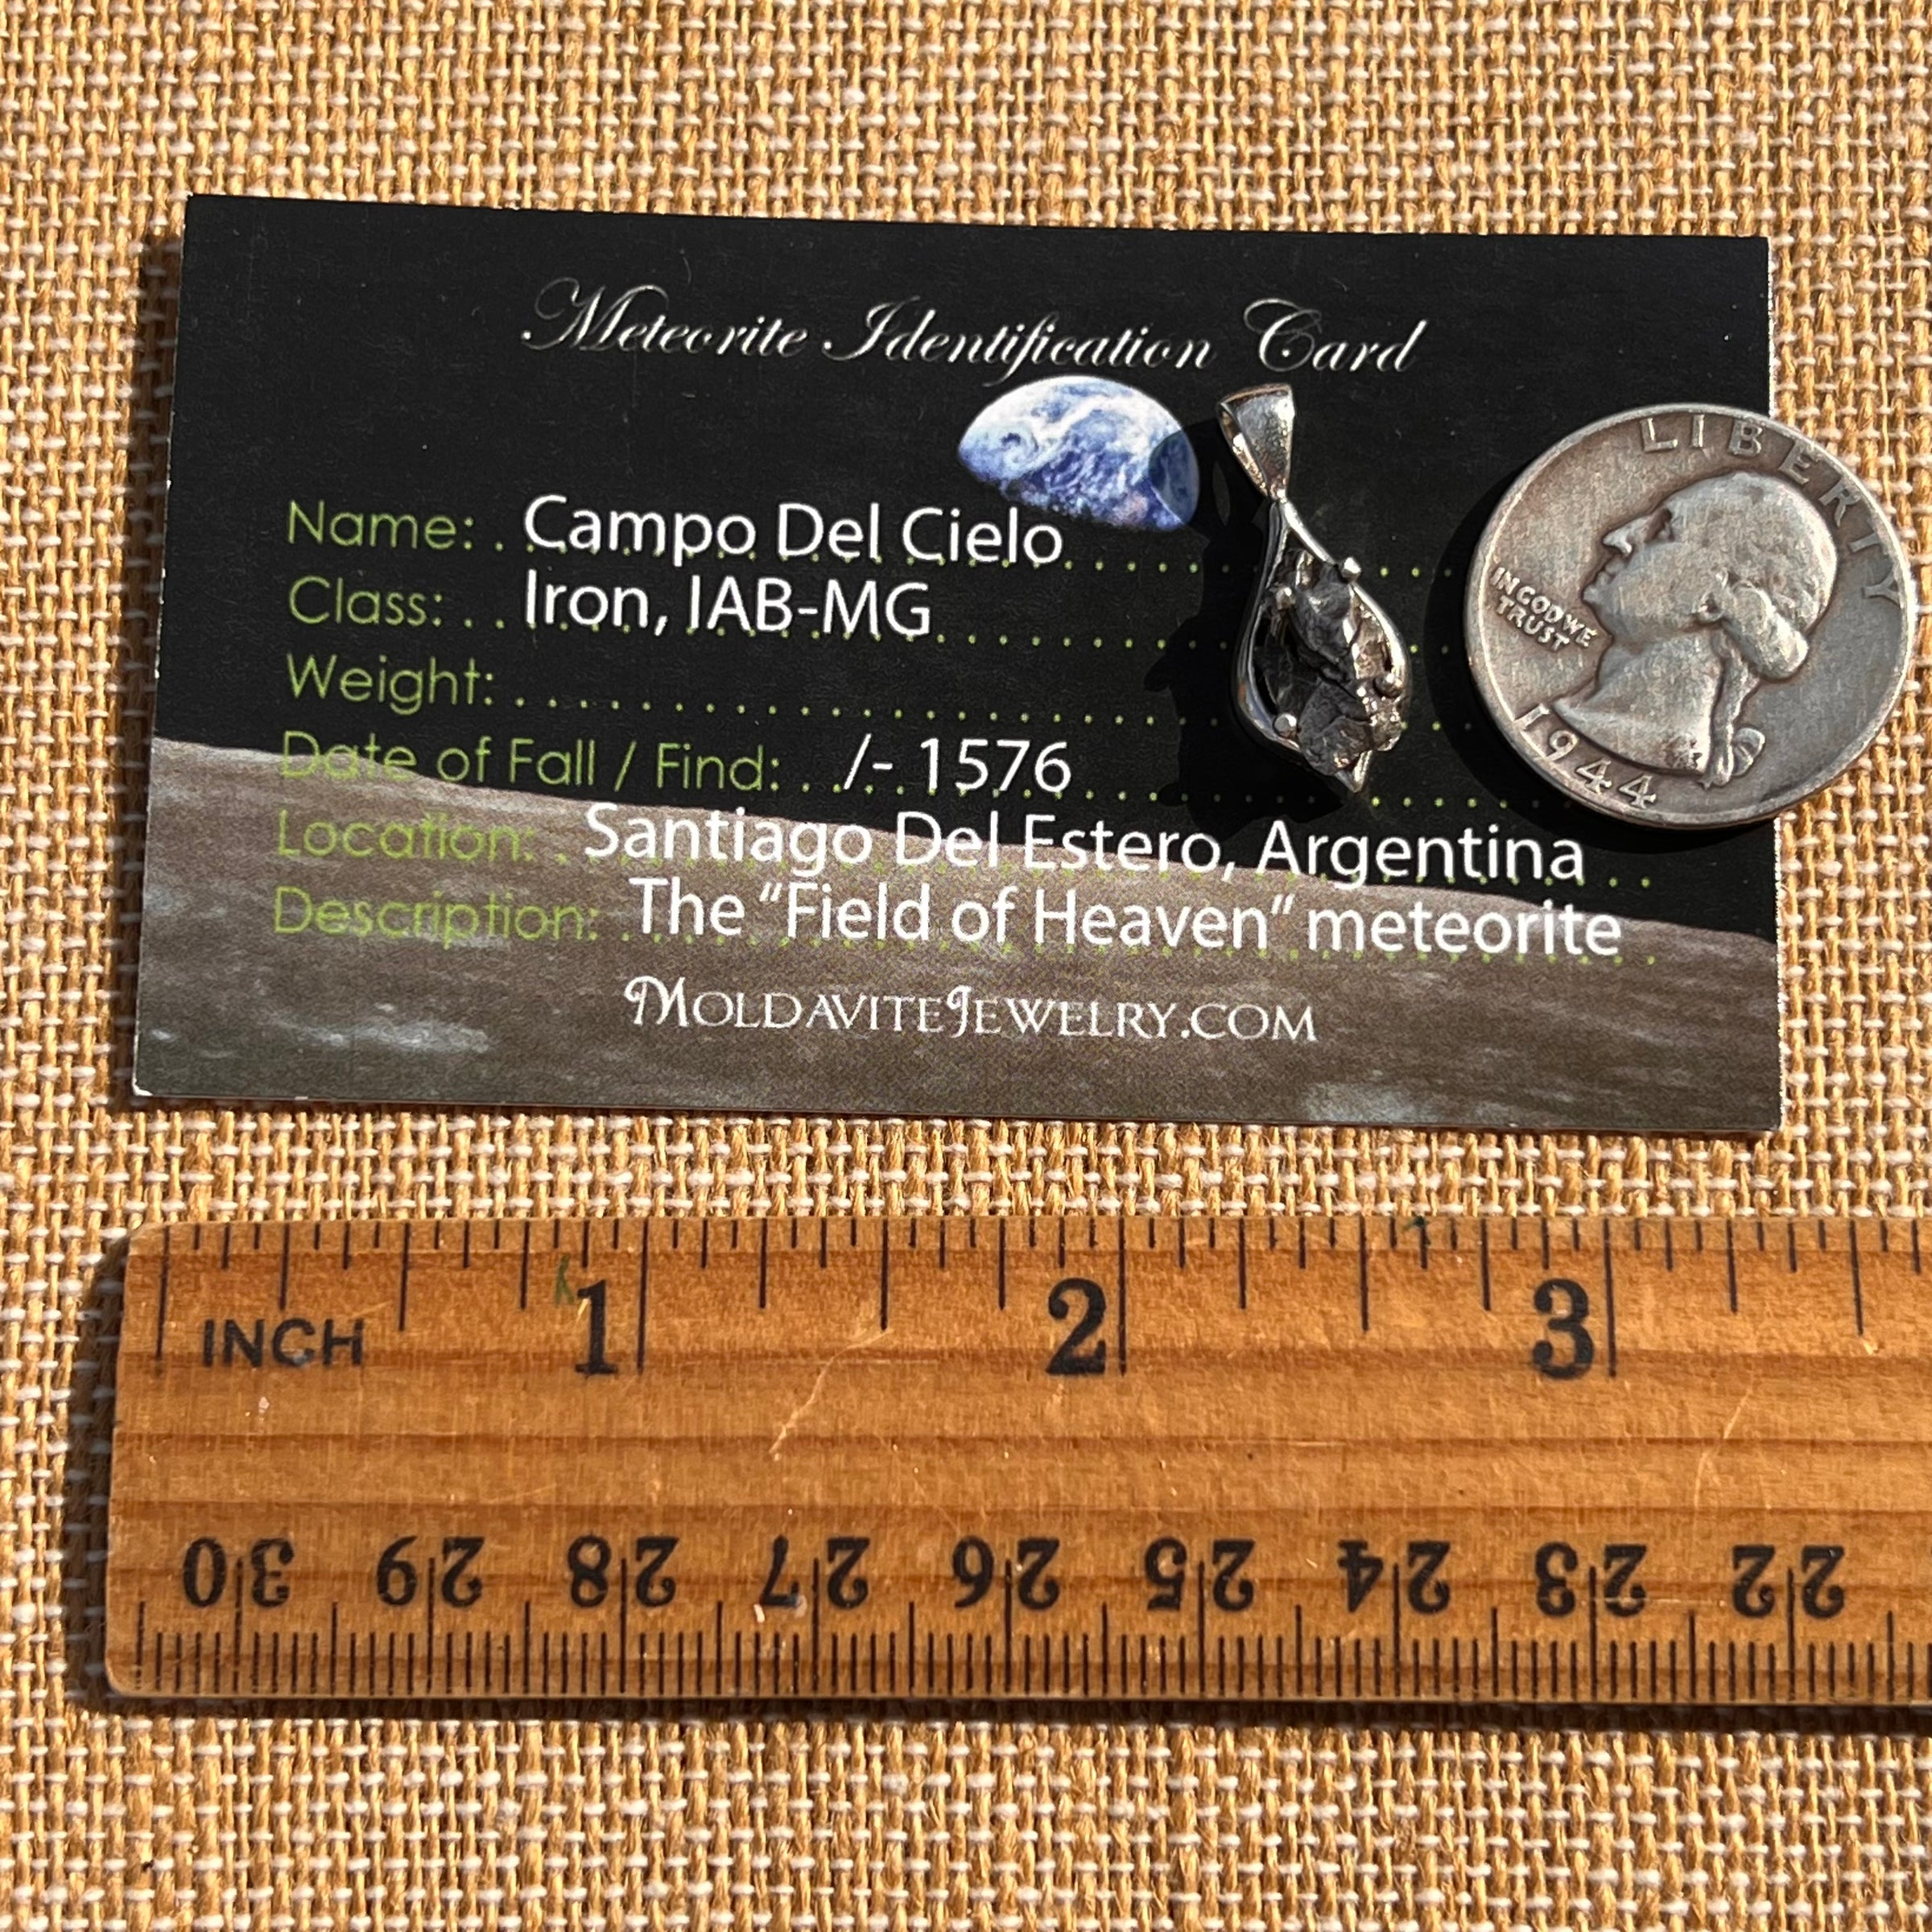 Meteorite Identification Card
Name: . Campo Del Cielo
Class: . . Iron, IAB-MG
Weight:
Date of Fall / Find: . ./- 1576
Location: . Santiago Del Estero, Argentina
Description: The "Field of Heaven" meteorite
MOLDAVITEJEWELRY.COM
LIBERTY
IN GOD WE
TRUST
1944
INCH 1 2 3
30 29 28 27 26 25 24 23 22